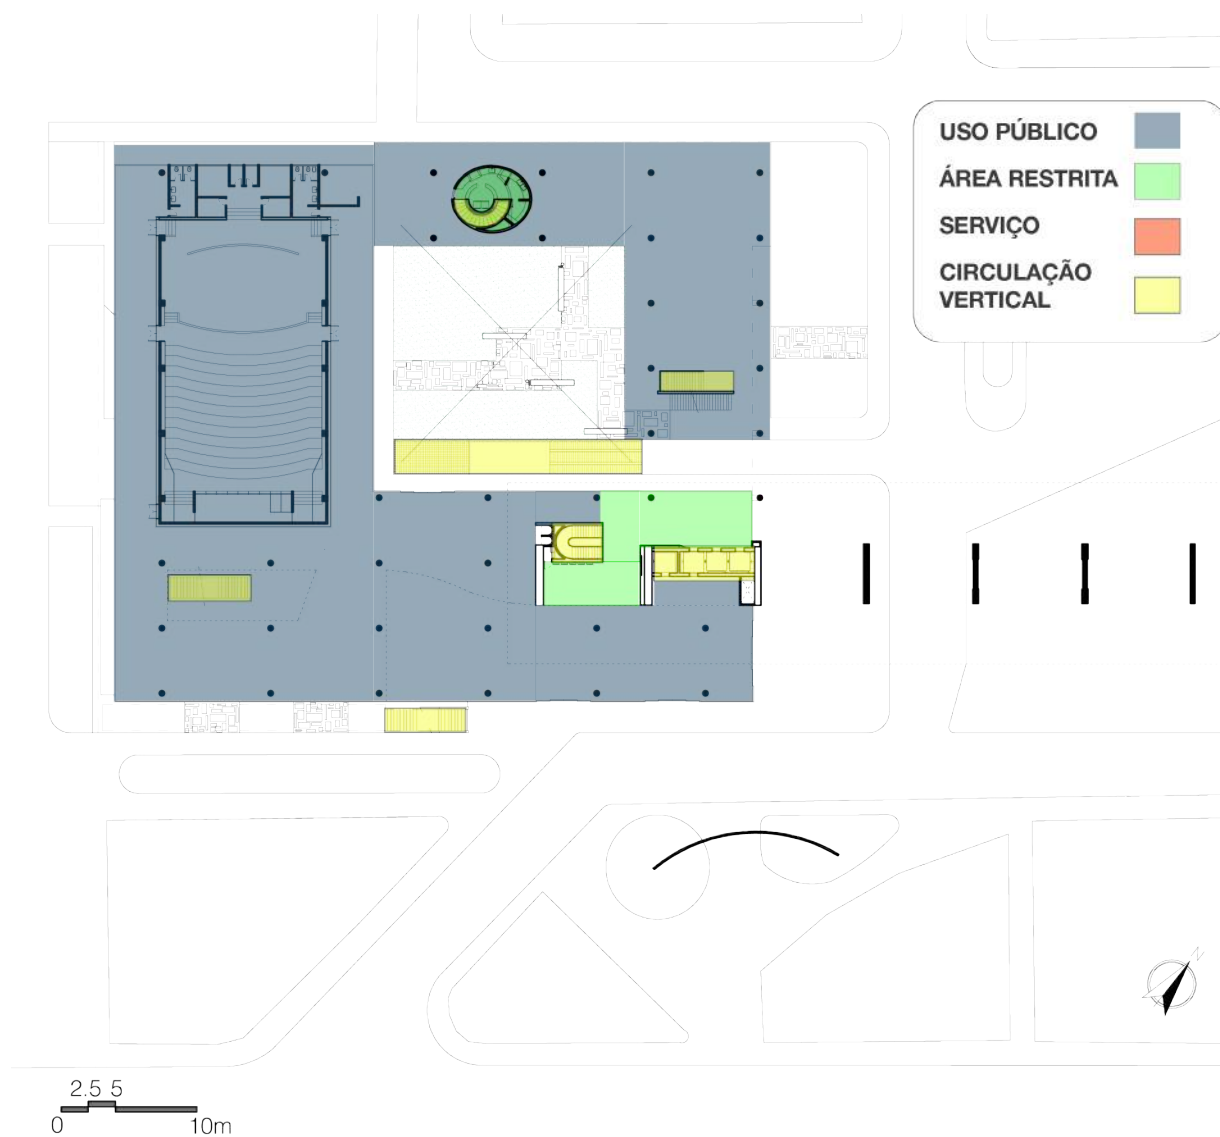 USO PÚBLICO
ÁREA RESTRITA
SERVIÇO
CIRCULAÇÃO
VERTICAL
N
2.5 5
0 10m